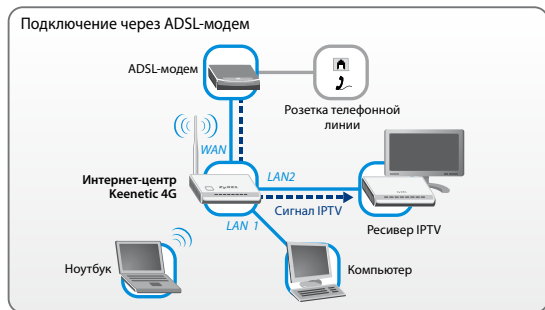 Подключение через ADSL-модем
ADSL-модем
Розетка телефонной
линии
WAN
Интернет-центр
Keenetic 4G
ZyXEL
LAN2
Сигнал IPTV
LAN 1
Ресивер IPTV
Ноутбук
Компьютер